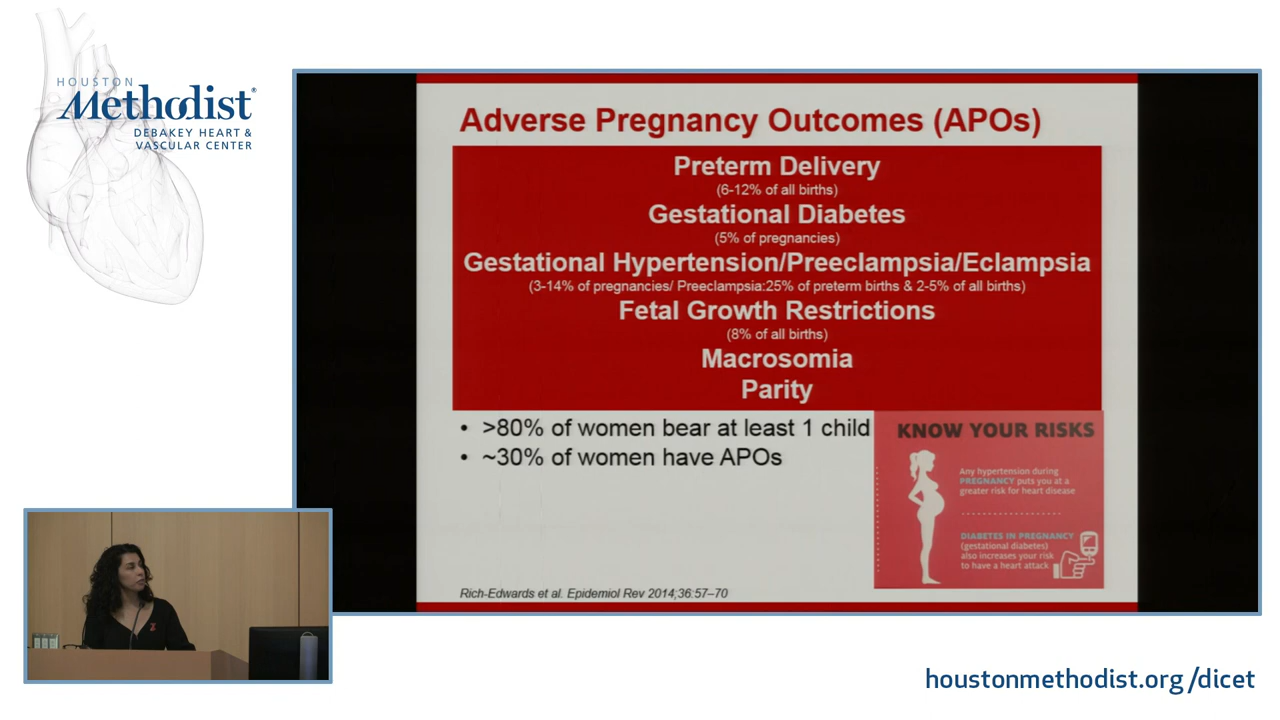 HOUSTON
Methodist®
DEBAKEY HEART &
VASCULAR CENTER
Adverse Pregnancy Outcomes (APOs)
Preterm Delivery
(6-12% of all births)
Gestational Diabetes
(5% of pregnancies)
Gestational Hypertension/Preeclampsia/Eclampsia
(3-14% of pregnancies/ Preeclampsia:25% of preterm births & 2-5% of all births)
Fetal Growth Restrictions
(8% of all births)
Macrosomia
Parity
• >80% of women bear at least 1 child
• ~30% of women have APOs
KNOW YOUR RISKS
Any hypertension during
PREGNANCY puts you at a
greater risk for heart disease
DIABETES IN PREGNANCY
(gestational diabetes)
also increases your risk
to have a heart attack
Rich-Edwards et al. Epidemiol Rev 2014;36:57–70
houstonmethodist.org/dicet